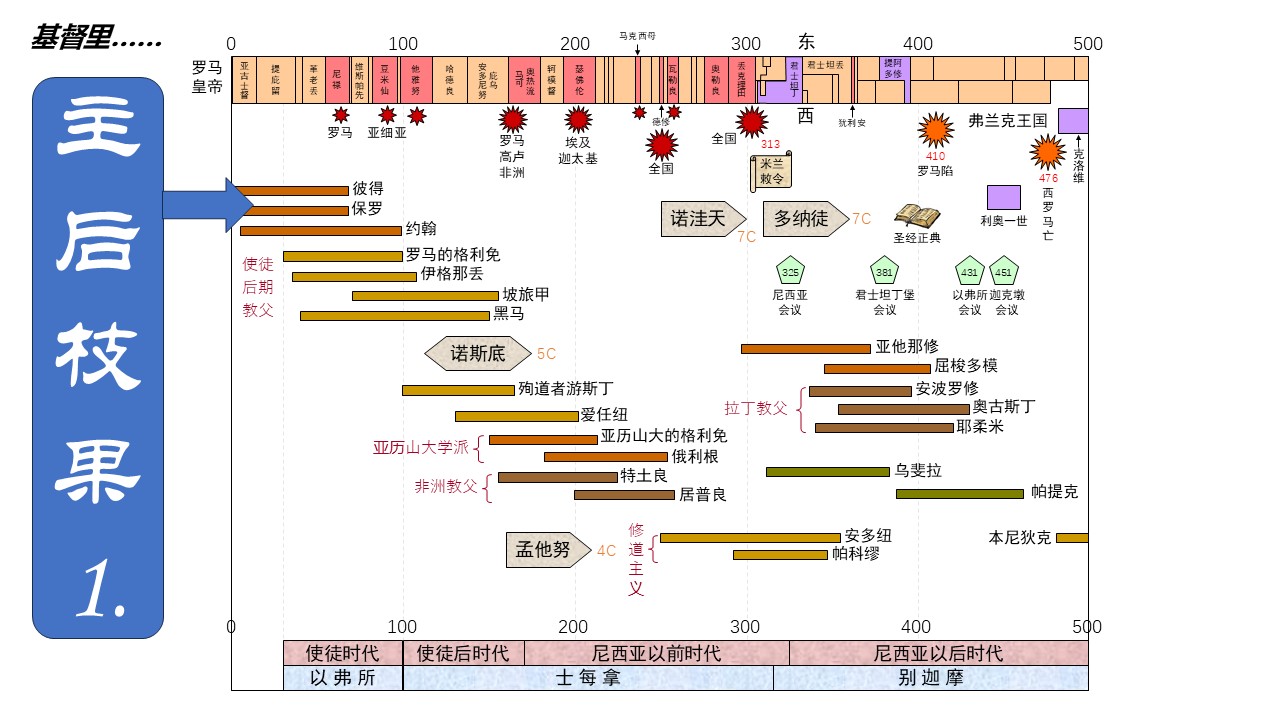 基督里……
主
后
枝
果
1.
0
100
200
300
400
500
马克西母
东
罗马
皇帝
亚古士督
提庇留
革老丢
尼禄
维斯帕先
豆米仙
他雅努
哈德良
安多尼努
庇乌
马可
奥热流
轲模督
瑟佛伦
瓦勒良
奥勒良
丢克理田
君士坦丁
君士坦丢
提阿
多修
西
罗马
亚细亚
罗马
高卢
非洲
埃及
迦太基
德修
全国
全国
313
米兰
敕令
犹利安
410
罗马陷
弗兰克王国
476
西罗马亡
克洛维
利奥一世
圣经正典
彼得
保罗
约翰
诺洼天
7C
多纳徒
7C
使徒
后期
教父
罗马的格利免
伊格那丢
坡旅甲
黑马
325
尼西亚
会议
381
君士坦丁堡
会议
431
以弗所
会议
451
迦克墩
会议
诺斯底
5C
亚他那修
屈梭多模
拉丁教父
安波罗修
奥古斯丁
耶柔米
殉道者游斯丁
爱任纽
亚历山大学派
亚历山大的格利免
俄利根
非洲教父
特土良
居普良
乌斐拉
帕提克
孟他努
4C
修道主义
安多纽
帕科缪
本尼狄克
0
100
200
300
400
500
使徒时代
使徒后时代
尼西亚以前时代
尼西亚以后时代
以弗所
士每拿
别迦摩